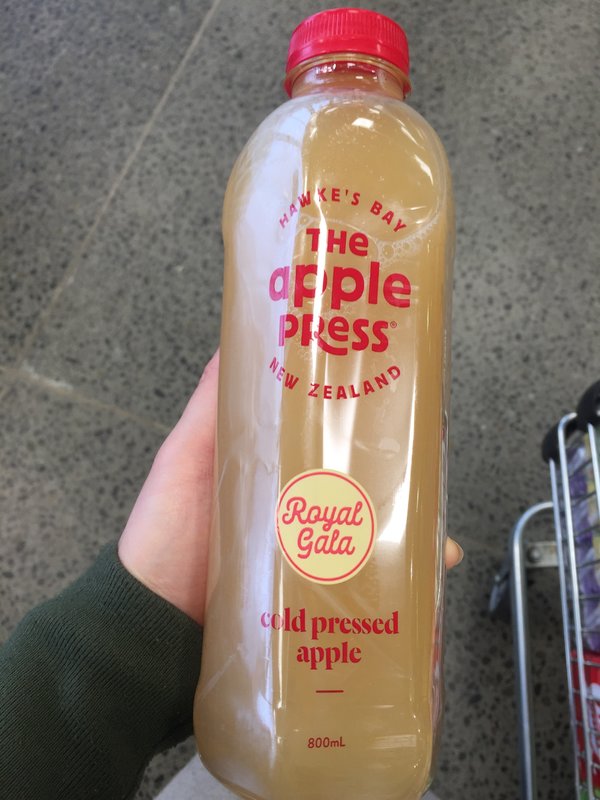 HAWKE'S BAY
THE
apple
PRESS®
NEW ZEALAND
Royal
Gala
cold pressed
apple
800mL